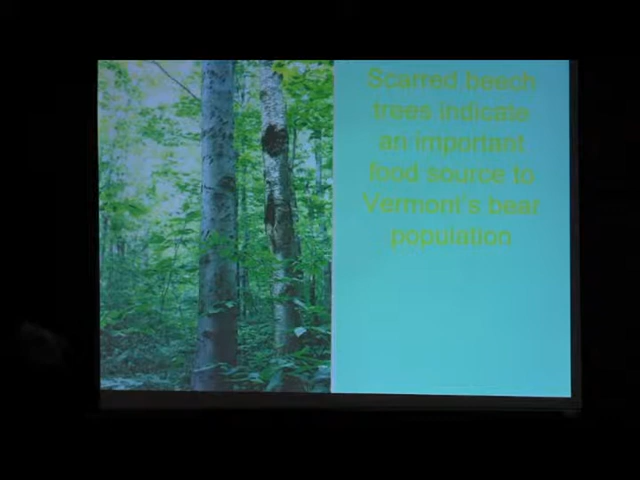 Scarred beech
trees indicate
an important
food source to
Vermont's bear
population